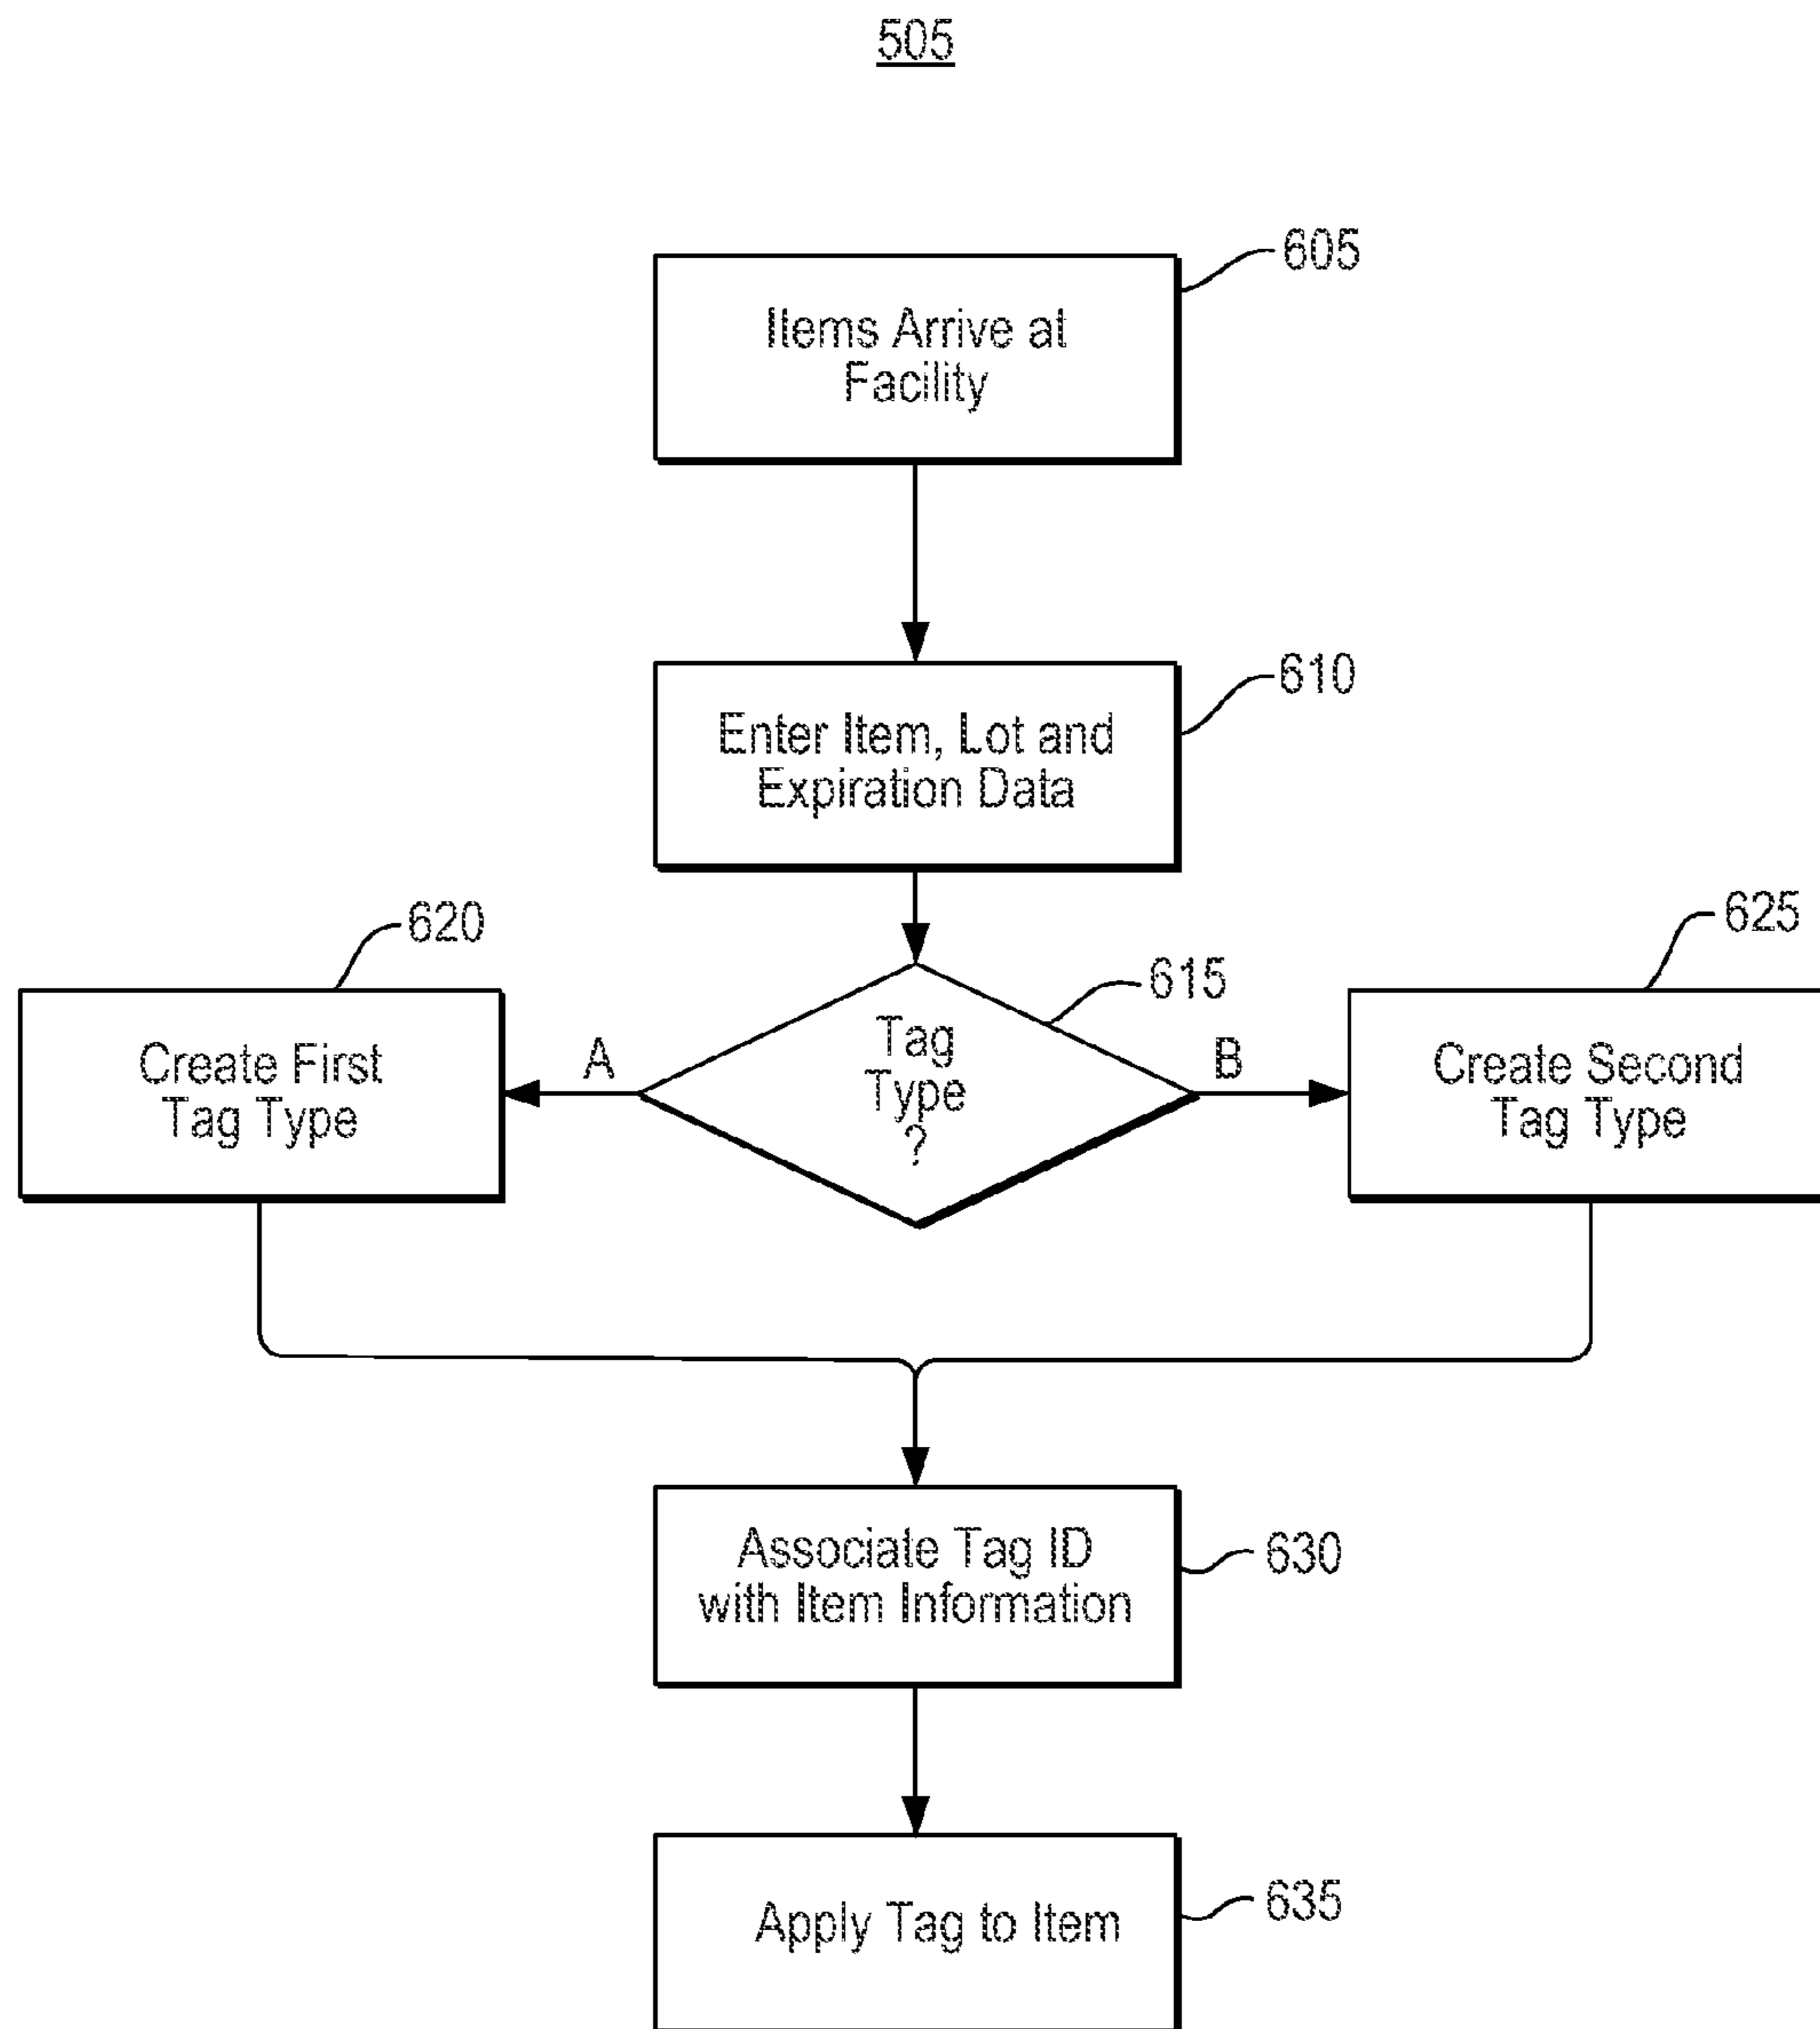 505
605
Items Arrive at
Facility
610
Enter Item, Lot and
Expiration Data
620
625
615
Create First
Tag Type
A
Tag
Type
?
B
Create Second
Tag Type
Associate Tag ID
with Item Information
630
Apply Tag to Item
635